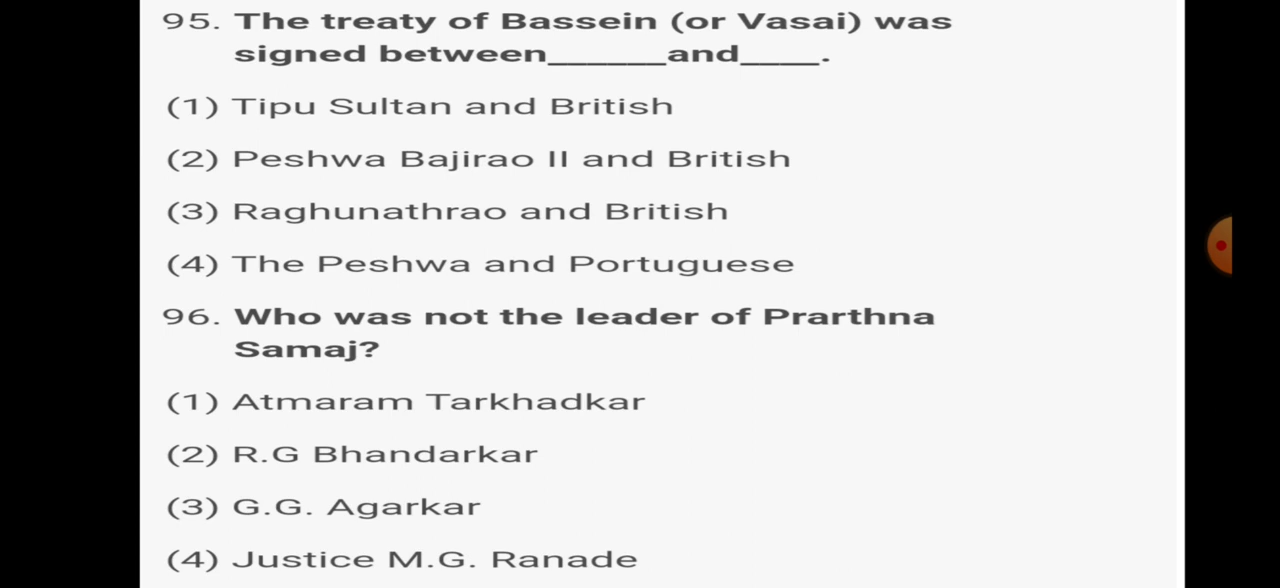 95. The treaty of Bassein (or Vasai) was
signed between______and____.
(1) Tipu Sultan and British
(2) Peshwa Bajirao II and British
(3) Raghunathrao and British
(4) The Peshwa and Portuguese
96. Who was not the leader of Prarthna
Samaj?
(1) Atmaram Tarkhadkar
(2) R.G Bhandarkar
(3) G.G. Agarkar
(4) Justice M.G. Ranade